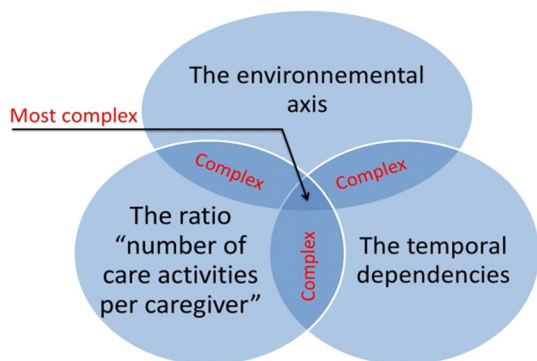 The environnemental
axis
Most complex
Complex
Complex
The ratio
“number of
care activities
per caregiver”
Complex
The temporal
dependencies